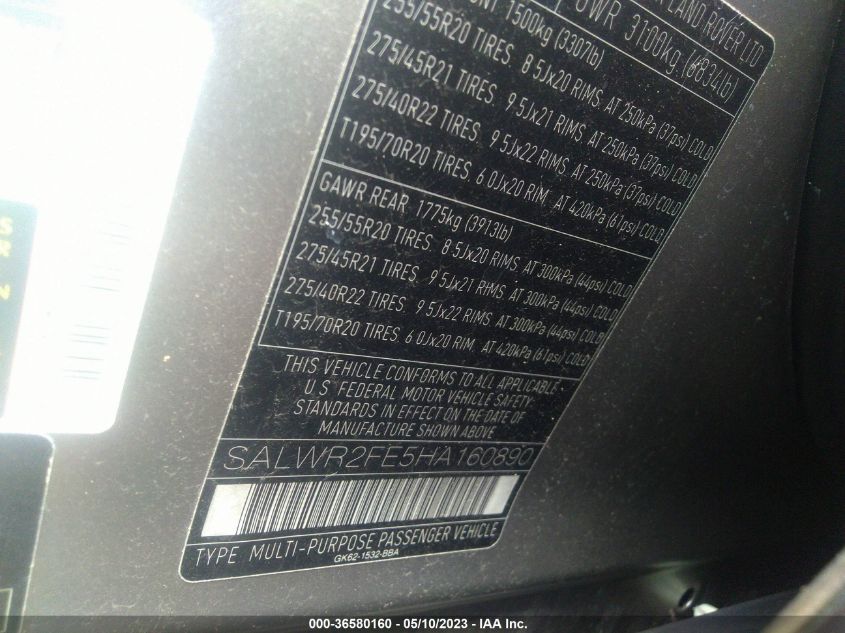 LAND ROVER LTD
3100kg (6834lb)
1500kg (3307lb)
255/55R20 TIRES. 8.5Jx20 RIMS. AT 250kPa (37psi) COLD
275/45R21 TIRES. 9.5Jx21 RIMS. AT 250kPa (37psi) COLD
275/40R22 TIRES. 9.5Jx22 RIMS. AT 250kPa (37psi) COLD
T195/70R20 TIRES. 6.0Jx20 RIM. AT 420kPa (61psi) COLD
GAWR REAR 1775kg (3913lb)
255/55R20 TIRES. 8.5Jx20 RIMS. AT 300kPa (44psi) COLD
275/45R21 TIRES. 9.5Jx21 RIMS. AT 300kPa (44psi) COLD
275/40R22 TIRES. 9.5Jx22 RIMS. AT 300kPa (44psi) COLD
T195/70R20 TIRES. 6.0Jx20 RIM. AT 420kPa (61psi) COLD
THIS VEHICLE CONFORMS TO ALL APPLICABLE
U.S. FEDERAL MOTOR VEHICLE SAFETY
STANDARDS IN EFFECT ON THE DATE OF
MANUFACTURE SHOWN ABOVE
SALWR2FE5HA160890
TYPE MULTI-PURPOSE PASSENGER VEHICLE
GK62-1532-BBA
000-36580160 - 05/10/2023 - IAA Inc.